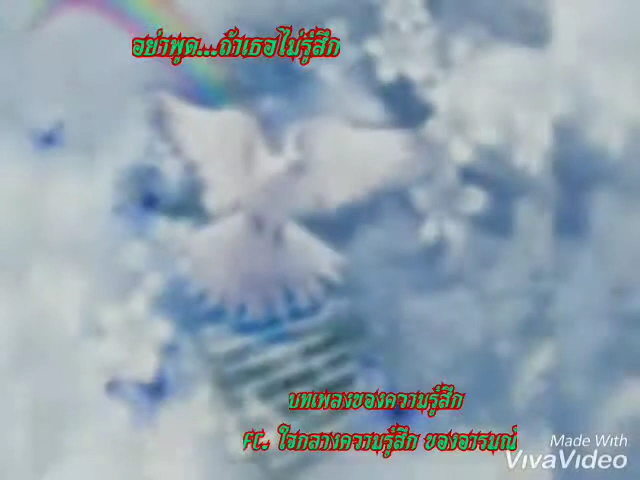 อย่าพูด...ถ้าเธอไม่รู้สึก
บทเพลงของความรู้สึก
FC. ใจกลางความรู้สึก ของอารมณ์
Made With
VivaVideo